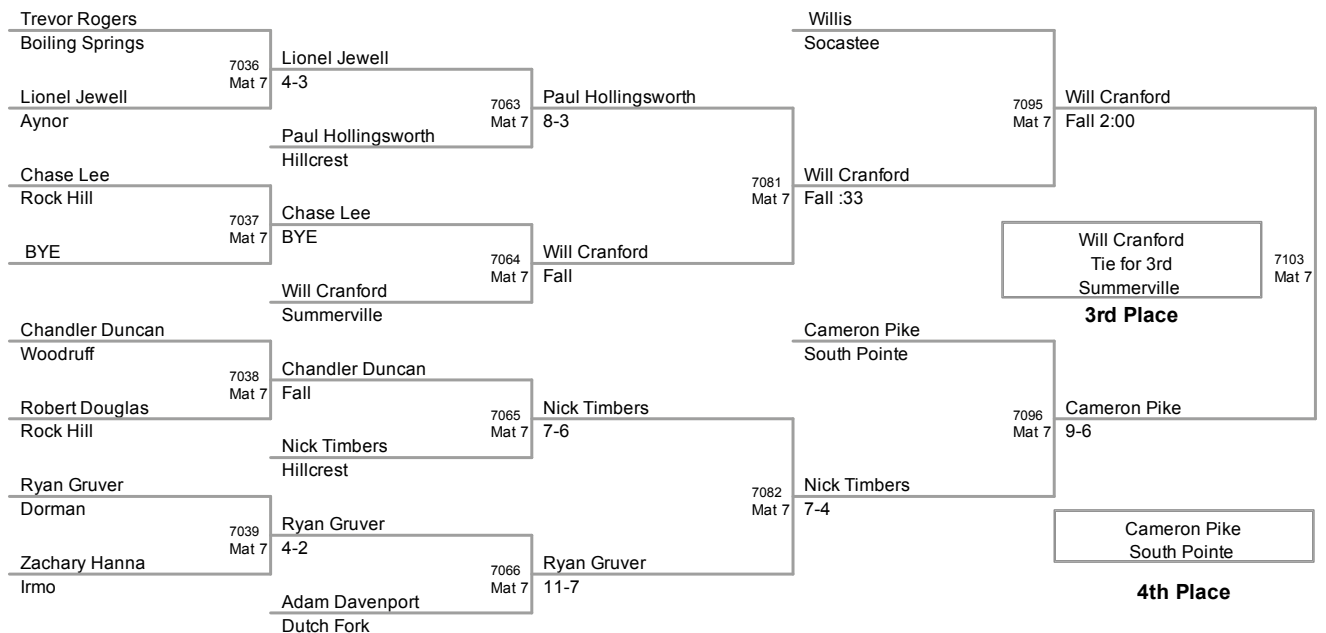 Trevor Rogers
Boiling Springs
7036
Mat 7
Lionel Jewell
4-3
Lionel Jewell
Aynor
7063
Mat 7
Paul Hollingsworth
8-3
Paul Hollingsworth
Hillcrest
Chase Lee
Rock Hill
7037
Mat 7
Chase Lee
BYE
BYE
7064
Mat 7
Will Cranford
Fall
Will Cranford
Summerville
7081
Mat 7
Will Cranford
Fall :33
Willis
Socastee
7095
Mat 7
Will Cranford
Fall 2:00
Will Cranford
Tie for 3rd
Summerville
3rd Place
7103
Mat 7
Chandler Duncan
Woodruff
7038
Mat 7
Chandler Duncan
Fall
Robert Douglas
Rock Hill
7065
Mat 7
Nick Timbers
7-6
Nick Timbers
Hillcrest
Ryan Gruver
Dorman
7039
Mat 7
Ryan Gruver
4-2
Zachary Hanna
Irmo
7066
Mat 7
Ryan Gruver
11-7
Adam Davenport
Dutch Fork
7082
Mat 7
Nick Timbers
7-4
Cameron Pike
South Pointe
7096
Mat 7
Cameron Pike
9-6
Cameron Pike
South Pointe
4th Place